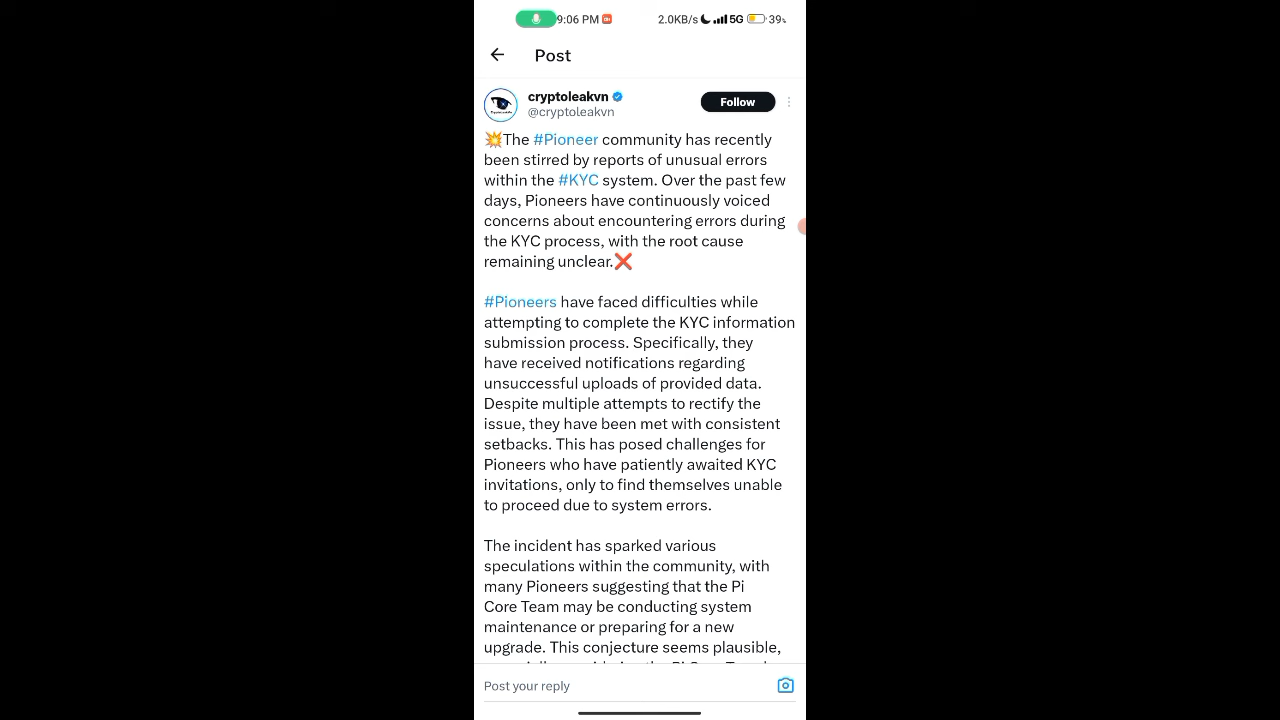 9:06 PM
2.0KB/s 5G 39%
Post
cryptoleakvn
@cryptoleakvn
Follow
💥The #Pioneer community has recently
been stirred by reports of unusual errors
within the #KYC system. Over the past few
days, Pioneers have continuously voiced
concerns about encountering errors during
the KYC process, with the root cause
remaining unclear.❌
#Pioneers have faced difficulties while
attempting to complete the KYC information
submission process. Specifically, they
have received notifications regarding
unsuccessful uploads of provided data.
Despite multiple attempts to rectify the
issue, they have been met with consistent
setbacks. This has posed challenges for
Pioneers who have patiently awaited KYC
invitations, only to find themselves unable
to proceed due to system errors.
The incident has sparked various
speculations within the community, with
many Pioneers suggesting that the Pi
Core Team may be conducting system
maintenance or preparing for a new
upgrade. This conjecture seems plausible,
Post your reply